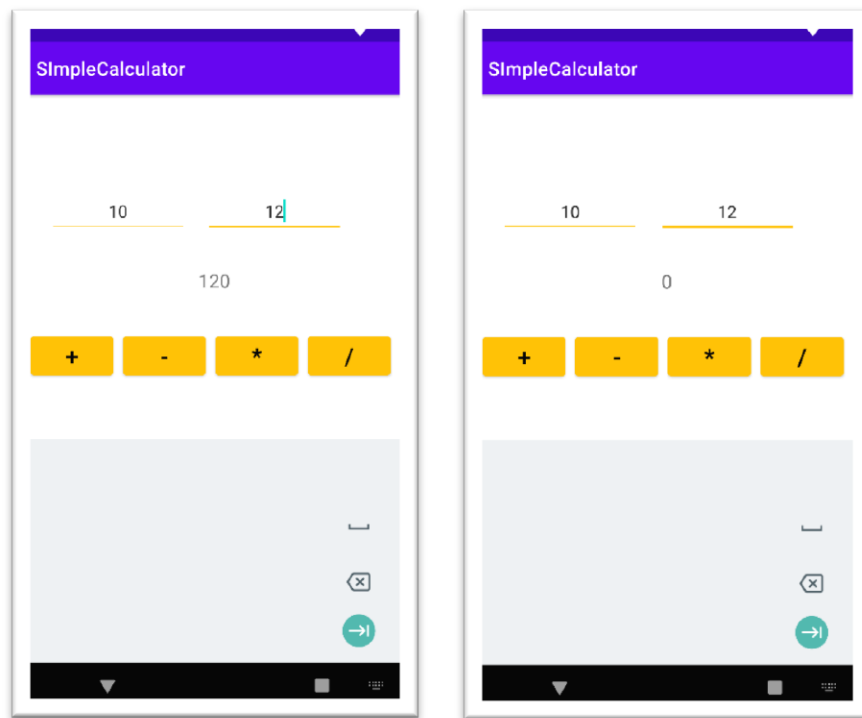 SImpleCalculator
10 12
120
+ - * /
SImpleCalculator
10 12
0
+ - * /